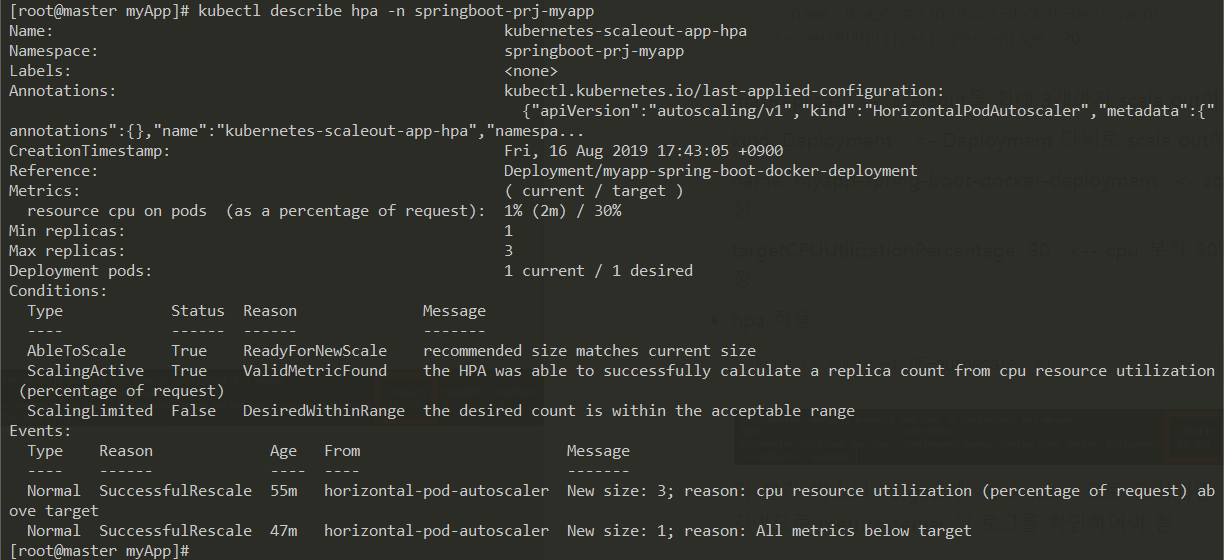 [root@master myApp]# kubectl describe hpa -n springboot-prj-myapp
Name:                                                  kubernetes-scaleout-app-hpa
Namespace:                                             springboot-prj-myapp
Labels:                                                <none>
Annotations:                                           kubectl.kubernetes.io/last-applied-configuration:
                                                         {"apiVersion":"autoscaling/v1","kind":"HorizontalPodAutoscaler","metadata":{"
annotations":{},"name":"kubernetes-scaleout-app-hpa","namespa...
CreationTimestamp:                                     Fri, 16 Aug 2019 17:43:05 +0900
Reference:                                             Deployment/myapp-spring-boot-docker-deployment
Metrics:                                               ( current / target )
  resource cpu on pods  (as a percentage of request):  1% (2m) / 30%
Min replicas:                                          1
Max replicas:                                          3
Deployment pods:                                       1 current / 1 desired
Conditions:
  Type            Status  Reason              Message
  ----            ------  ------              -------
  AbleToScale     True    ReadyForNewScale    recommended size matches current size
  ScalingActive   True    ValidMetricFound    the HPA was able to successfully calculate a replica count from cpu resource utilization
 (percentage of request)
  ScalingLimited  False   DesiredWithinRange  the desired count is within the acceptable range
Events:
  Type    Reason             Age   From                       Message
  ----    ------             ----  ----                       -------
  Normal  SuccessfulRescale  55m   horizontal-pod-autoscaler  New size: 3; reason: cpu resource utilization (percentage of request) ab
ove target
  Normal  SuccessfulRescale  47m   horizontal-pod-autoscaler  New size: 1; reason: All metrics below target
[root@master myApp]#